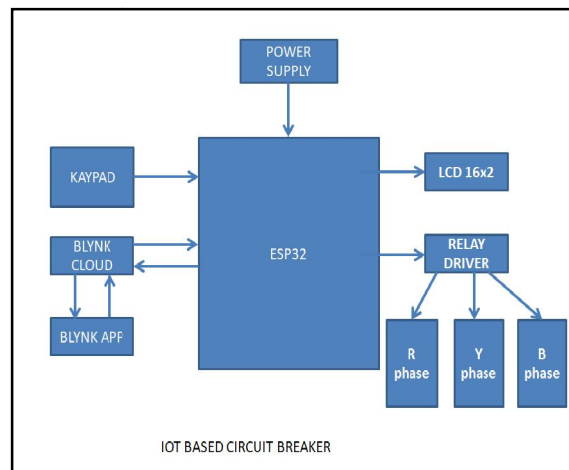 POWER
SUPPLY
KAYPAD
ESP32
LCD 16x2
BLYNK
CLOUD
RELAY
DRIVER
BLYNK APP
R
phase
Y
phase
B
phase
IOT BASED CIRCUIT BREAKER